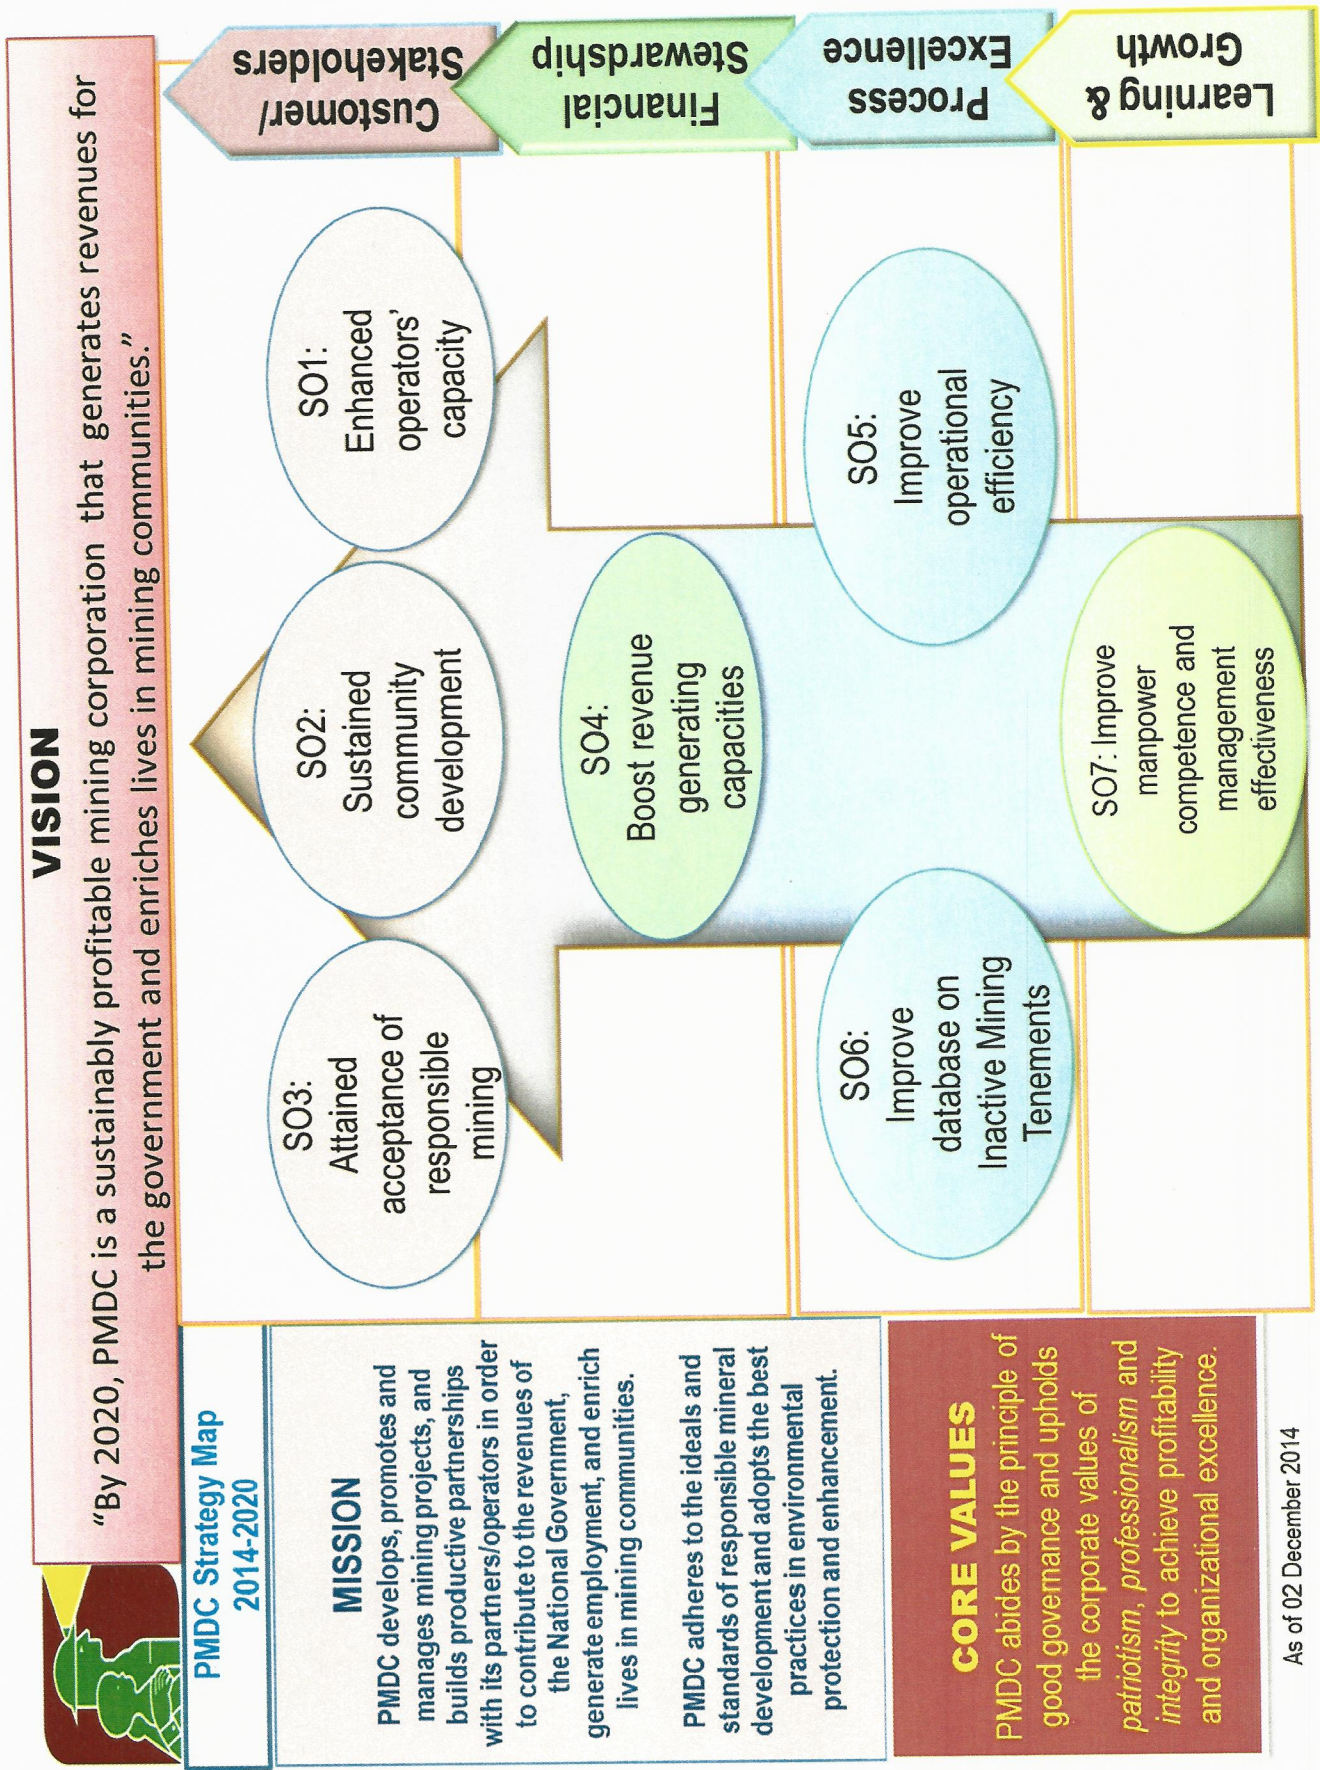 VISION
“By 2020, PMDC is a sustainably profitable mining corporation that generates revenues for
the government and enriches lives in mining communities.”
PMDC Strategy Map
2014-2020
MISSION
PMDC develops, promotes and
manages mining projects, and
builds productive partnerships
with its partners/operators in order
to contribute to the revenues of
the National Government,
generate employment, and enrich
lives in mining communities.
PMDC adheres to the ideals and
standards of responsible mineral
development and adopts the best
practices in environmental
protection and enhancement.
CORE VALUES
PMDC abides by the principle of
good governance and upholds
the corporate values of
patriotism, professionalism and
integrity to achieve profitability
and organizational excellence.
As of 02 December 2014
SO3:
Attained
acceptance of
responsible
mining
SO2:
Sustained
community
development
SO1:
Enhanced
operators’
capacity
Customer/
Stakeholders
SO4:
Boost revenue
generating
capacities
Financial
Stewardship
SO6:
Improve
database on
Inactive Mining
Tenements
SO5:
Improve
operational
efficiency
Process
Excellence
SO7: Improve
manpower
competence and
management
effectiveness
Learning &
Growth